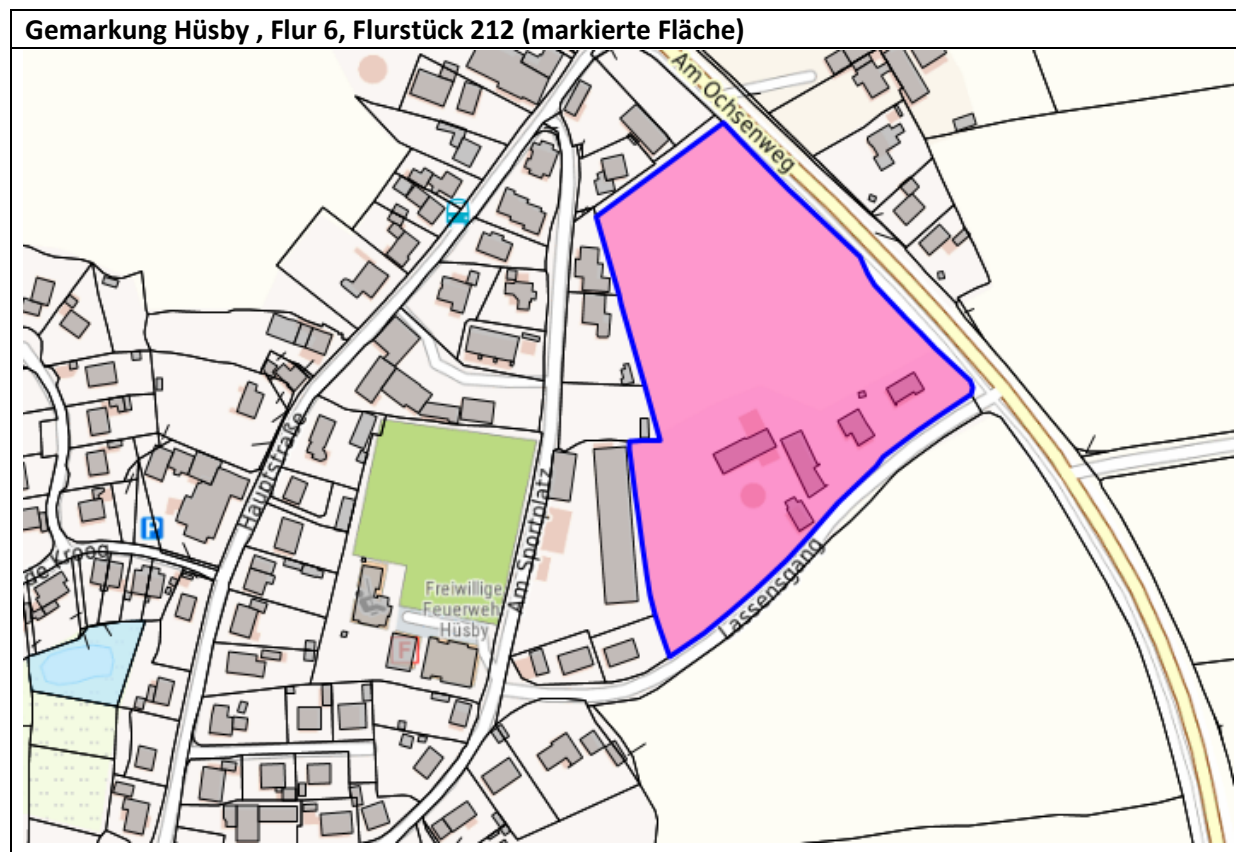 Gemarkung Hüsby , Flur 6, Flurstück 212 (markierte Fläche)
Am Ochsenweg
Hauptstraße
Am Sportplatz
Freiwillige
Feuerwehr
Hüsby
F
Lassensgang